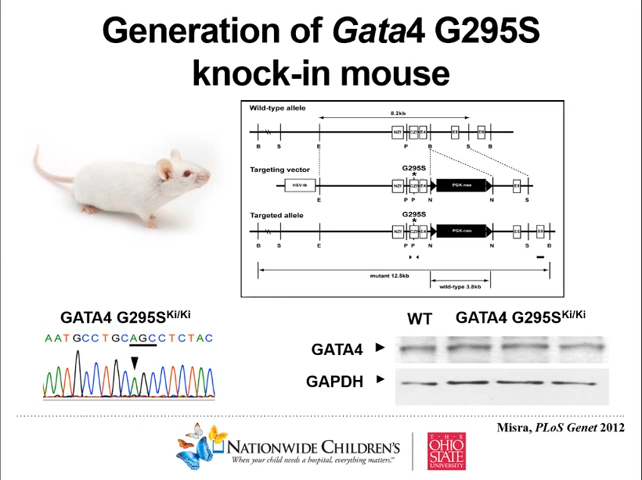 Generation of Gata4 G295S
knock-in mouse
Wild-type allele
8.2kb
B S E P B S B
Targeting vector
G295S
*
HSV-tk
PGK-neo
E P P N N S
Targeted allele
G295S
*
PGK-neo
B S E P P N N S B
mutant 12.5kb
wild-type 3.8kb
GATA4 G295SKi/Ki
AATGCCTGCAGCCTCTAC
WT GATA4 G295SKi/Ki
GATA4
GAPDH
Misra, PLoS Genet 2012
NATIONWIDE CHILDREN'S
When your child needs a hospital, everything matters.™
T·H·E
OHIO
STATE
UNIVERSITY